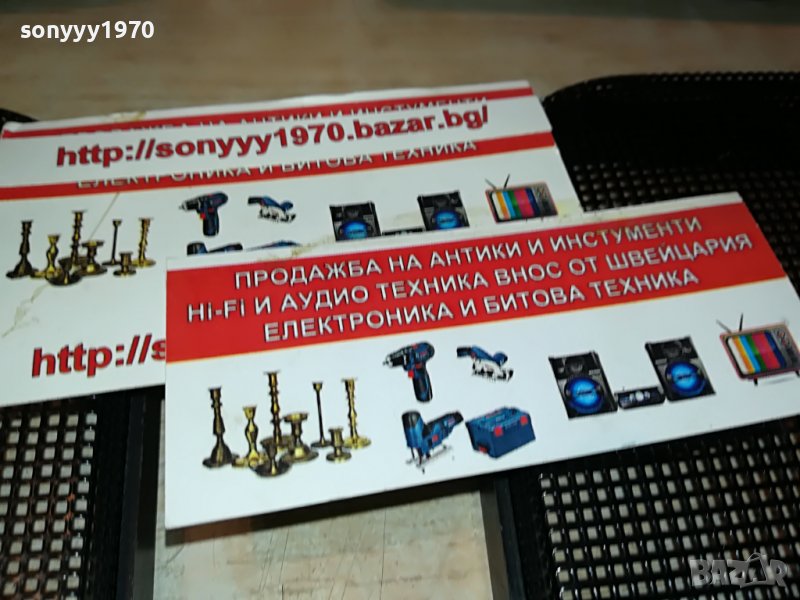 sonyyy1970
http://sonyyy1970.bazar.bg/
ЕЛЕКТРОНИКА И БИТОВА ТЕХНИКА
http://s
ПРОДАЖБА НА АНТИКИ И ИНСТУМЕНТИ
Hi-Fi И АУДИО ТЕХНИКА ВНОС ОТ ШВЕЙЦАРИЯ
ЕЛЕКТРОНИКА И БИТОВА ТЕХНИКА
BAZAR